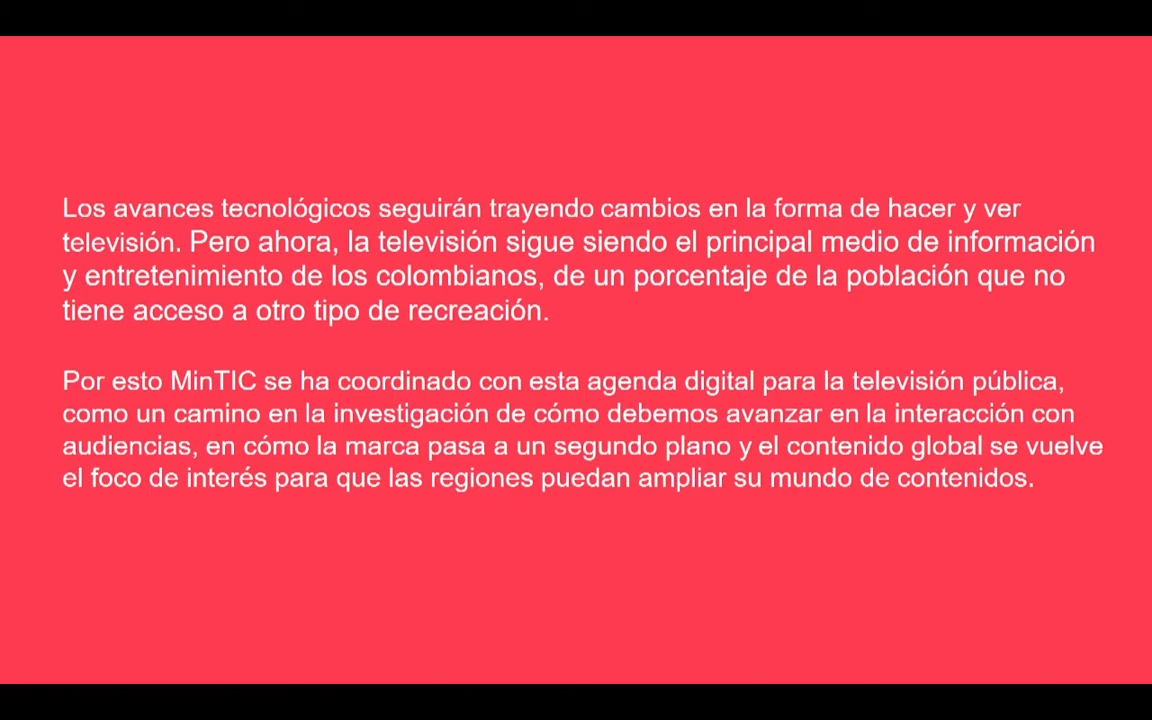 Los avances tecnológicos seguirán trayendo cambios en la forma de hacer y ver
televisión. Pero ahora, la televisión sigue siendo el principal medio de información
y entretenimiento de los colombianos, de un porcentaje de la población que no
tiene acceso a otro tipo de recreación.
Por esto MinTIC se ha coordinado con esta agenda digital para la televisión pública,
como un camino en la investigación de cómo debemos avanzar en la interacción con
audiencias, en cómo la marca pasa a un segundo plano y el contenido global se vuelve
el foco de interés para que las regiones puedan ampliar su mundo de contenidos.